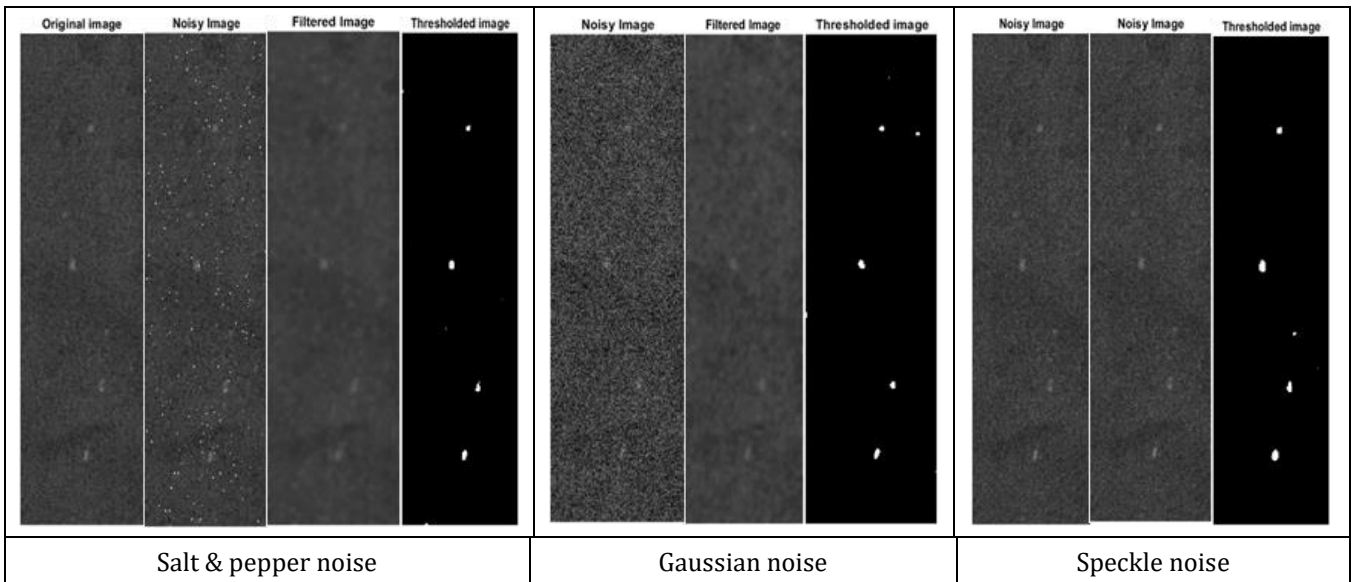 Original image Noisy Image Filtered Image Thresholded image
Noisy Image Filtered Image Thresholded image
Noisy Image Noisy Image Thresholded image
Salt & pepper noise
Gaussian noise
Speckle noise